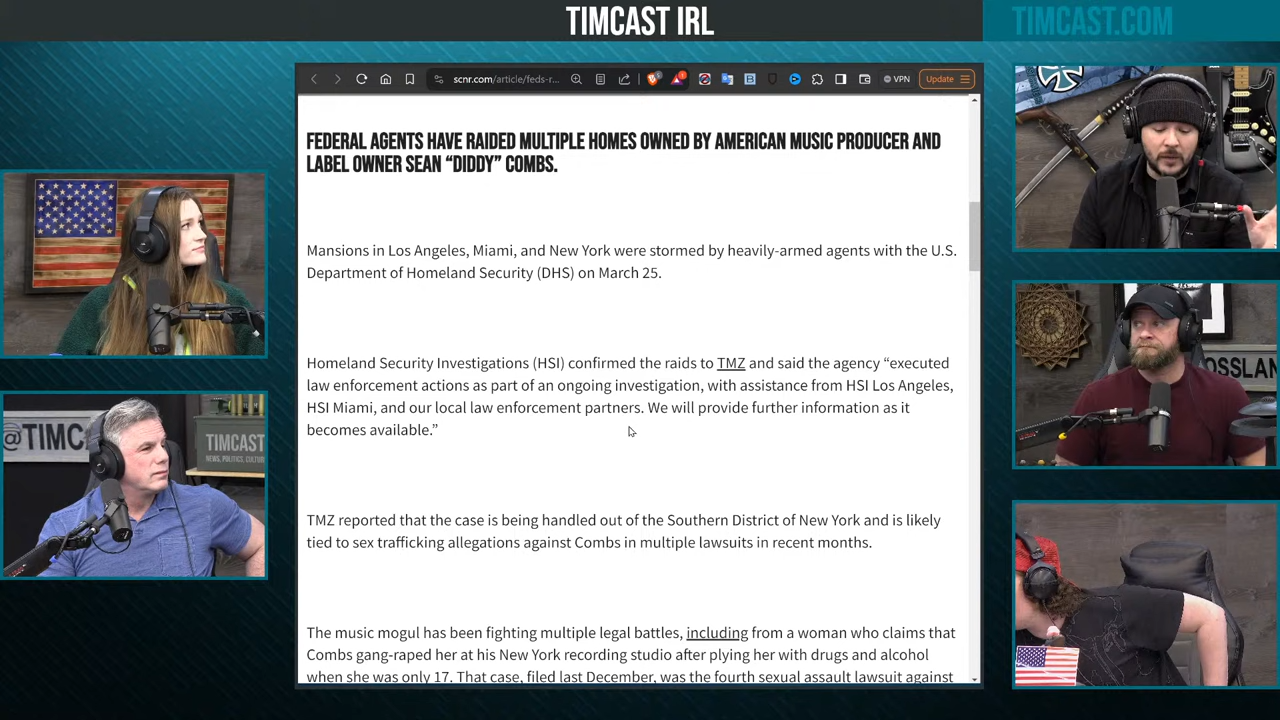 TIMCAST IRL
TIMCAST.COM
scnr.com/article/feds-r...
VPN
Update
FEDERAL AGENTS HAVE RAIDED MULTIPLE HOMES OWNED BY AMERICAN MUSIC PRODUCER AND
LABEL OWNER SEAN “DIDDY” COMBS.
Mansions in Los Angeles, Miami, and New York were stormed by heavily-armed agents with the U.S.
Department of Homeland Security (DHS) on March 25.
Homeland Security Investigations (HSI) confirmed the raids to TMZ and said the agency “executed
law enforcement actions as part of an ongoing investigation, with assistance from HSI Los Angeles,
HSI Miami, and our local law enforcement partners. We will provide further information as it
becomes available.”
TMZ reported that the case is being handled out of the Southern District of New York and is likely
tied to sex trafficking allegations against Combs in multiple lawsuits in recent months.
The music mogul has been fighting multiple legal battles, including from a woman who claims that
Combs gang-raped her at his New York recording studio after plying her with drugs and alcohol
when she was only 17. That case, filed last December, was the fourth sexual assault lawsuit against
@TIMC
TIMCAST
OSSLAN